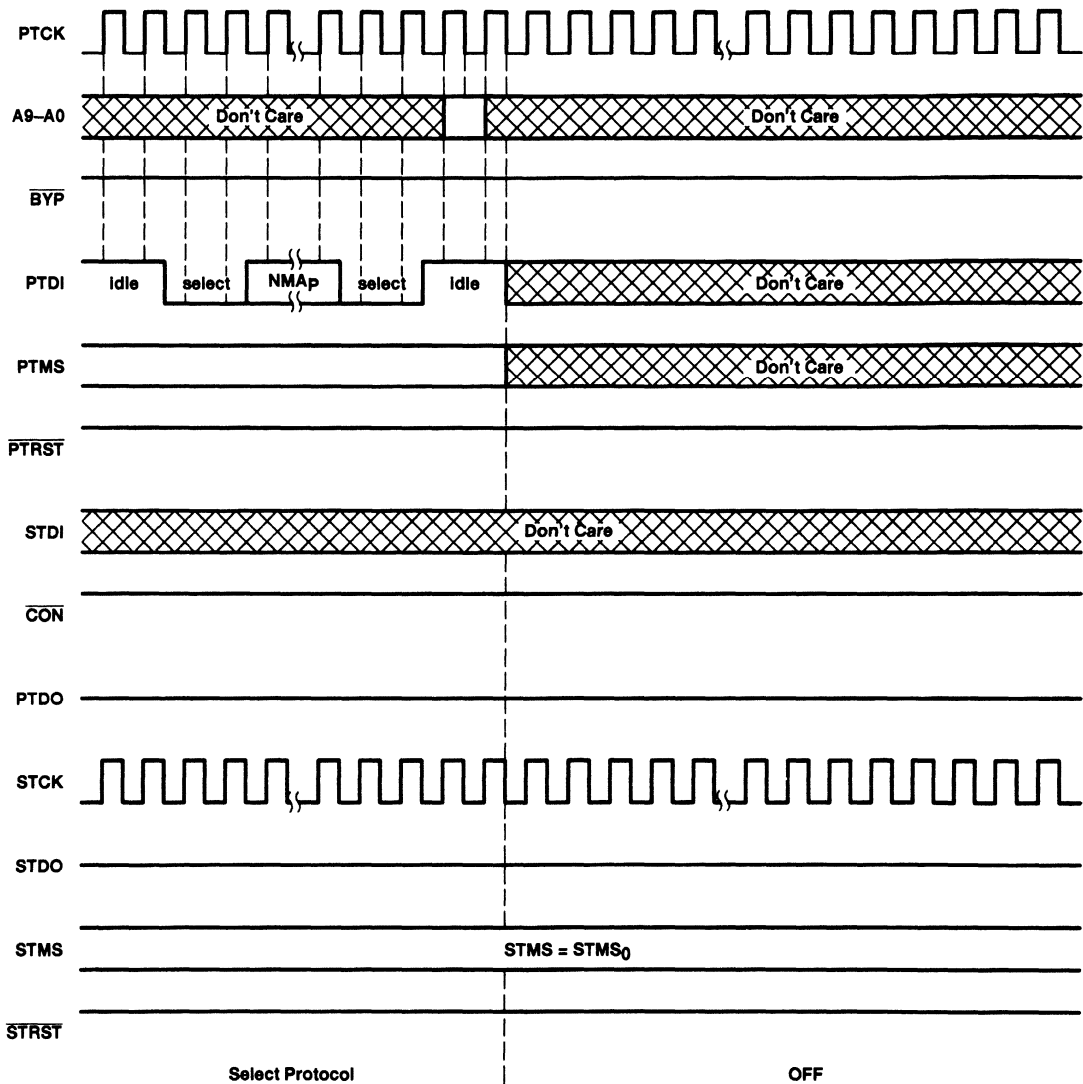 PTCK
A9–A0 Don't Care Don't Care
BYP
PTDI idle select NMAP select idle Don't Care
PTMS Don't Care
PTRST
STDI Don't Care
CON
PTDO
STCK
STDO
STMS STMS = STMS0
STRST
Select Protocol OFF